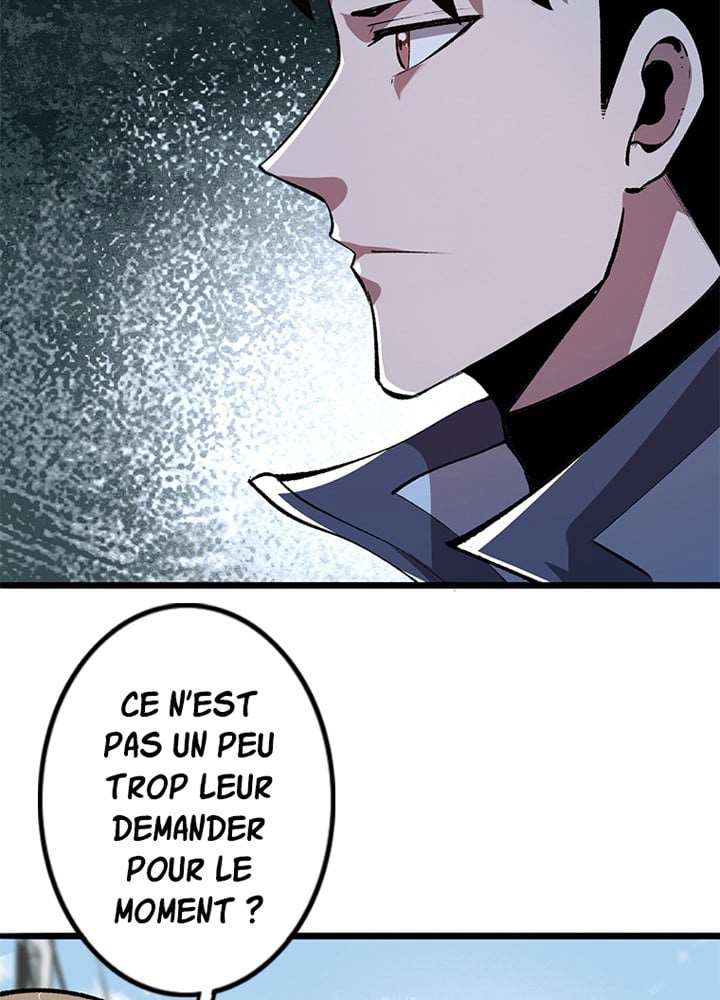 CE N'EST
PAS UN PEU
TROP LEUR
DEMANDER
POUR LE
MOMENT ?